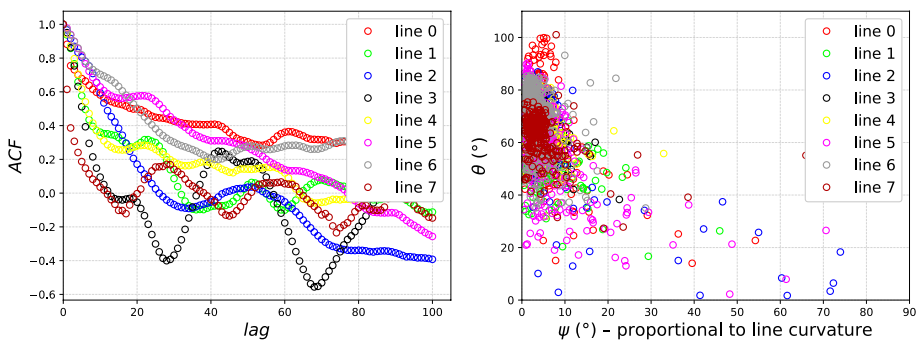 1.0
0.8
0.6
0.4
0.2
0.0
−0.2
−0.4
−0.6
ACF
0 20 40 60 80 100
lag
line 0
line 1
line 2
line 3
line 4
line 5
line 6
line 7
100
80
60
40
20
0
θ (°)
0 10 20 30 40 50 60 70 80 90
ψ (°) – proportional to line curvature
line 0
line 1
line 2
line 3
line 4
line 5
line 6
line 7